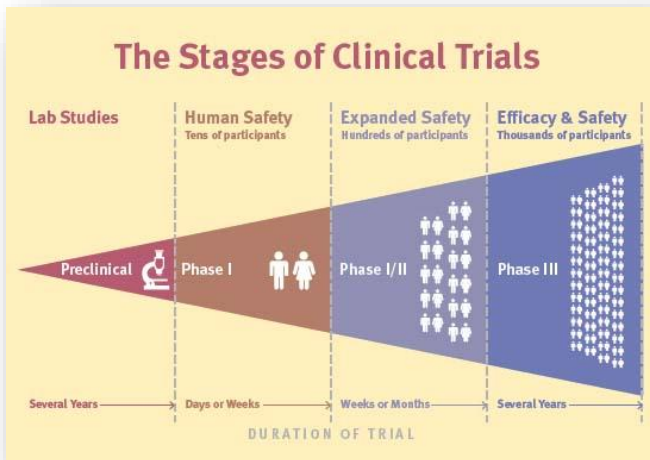 The Stages of Clinical Trials
Lab Studies
Human Safety
Tens of participants
Expanded Safety
Hundreds of participants
Efficacy & Safety
Thousands of participants
Preclinical
Phase I
Phase I/II
Phase III
Several Years
Days or Weeks
Weeks or Months
Several Years
DURATION OF TRIAL